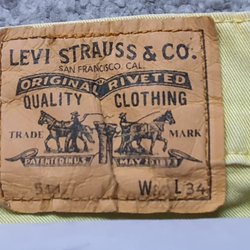 LEVI STRAUSS & CO.
SAN FRANCISCO, CAL.
ORIGINAL RIVETED
QUALITY CLOTHING
TRADE MARK
PATENTED IN U.S. MAY 20 1873
W L 34